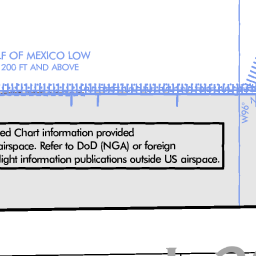 LF OF MEXICO LOW
200 FT AND ABOVE
W96°
ed Chart information provided
airspace. Refer to DoD (NGA) or foreign
light information publications outside US airspace.